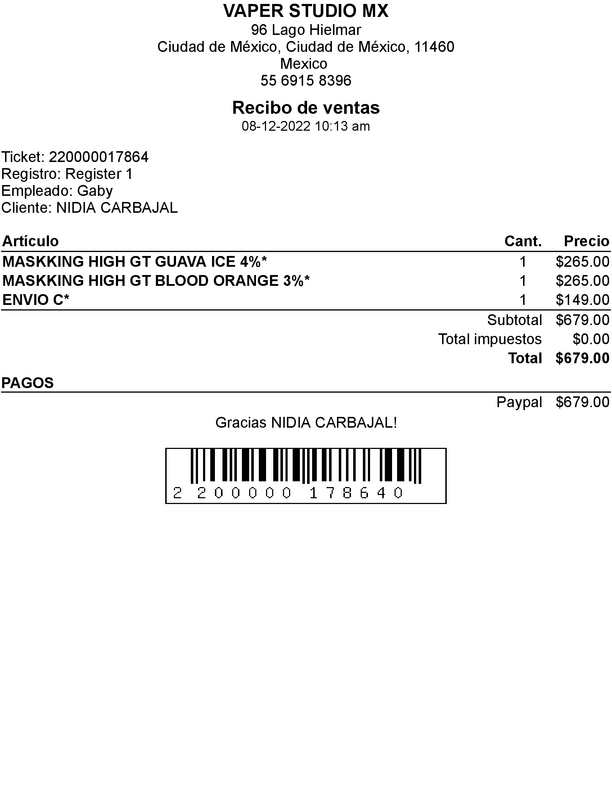 VAPER STUDIO MX
96 Lago Hielmar
Ciudad de México, Ciudad de México, 11460
Mexico
55 6915 8396
Recibo de ventas
08-12-2022 10:13 am
Ticket: 220000017864
Registro: Register 1
Empleado: Gaby
Cliente: NIDIA CARBAJAL
Artículo Cant. Precio
MASKKING HIGH GT GUAVA ICE 4%* 1 $265.00
MASKKING HIGH GT BLOOD ORANGE 3%* 1 $265.00
ENVIO C* 1 $149.00
Subtotal $679.00
Total impuestos $0.00
Total $679.00
PAGOS
Paypal $679.00
Gracias NIDIA CARBAJAL!
2 200000 178640